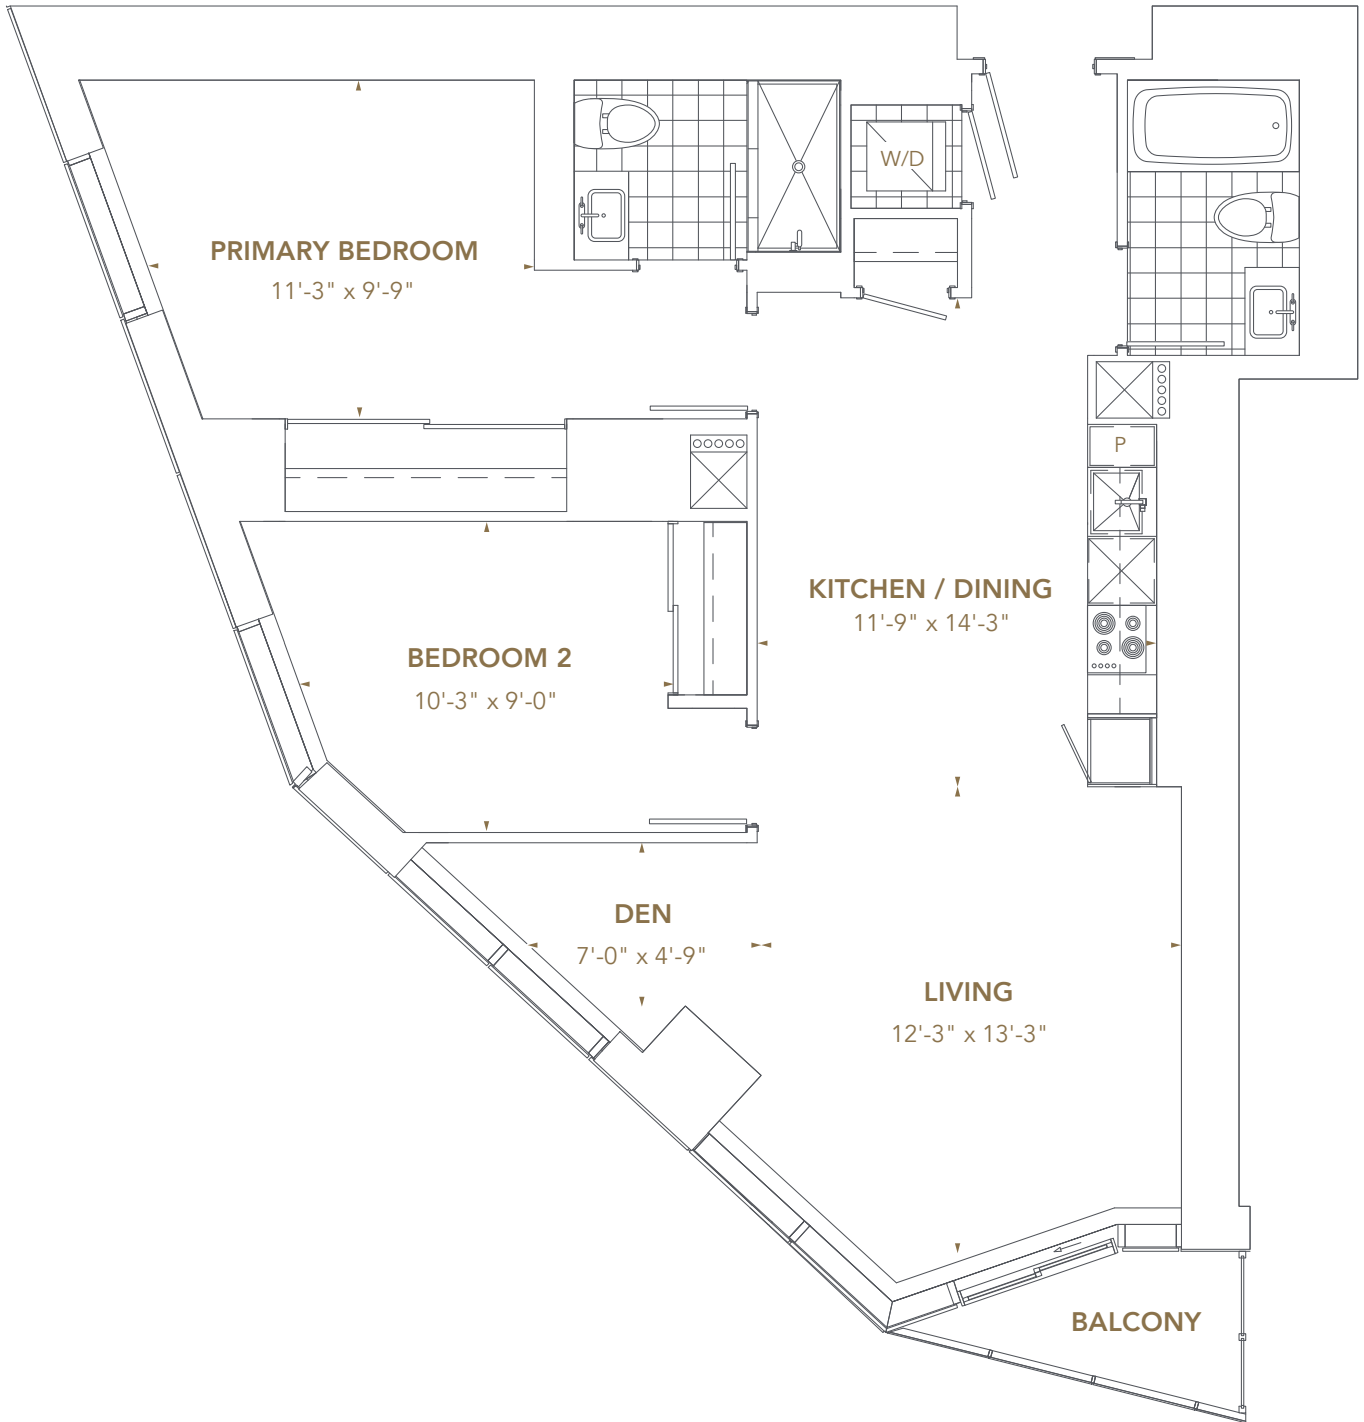 W/D
PRIMARY BEDROOM
11'-3" x 9'-9"
P
KITCHEN / DINING
11'-9" x 14'-3"
BEDROOM 2
10'-3" x 9'-0"
DEN
7'-0" x 4'-9"
LIVING
12'-3" x 13'-3"
BALCONY